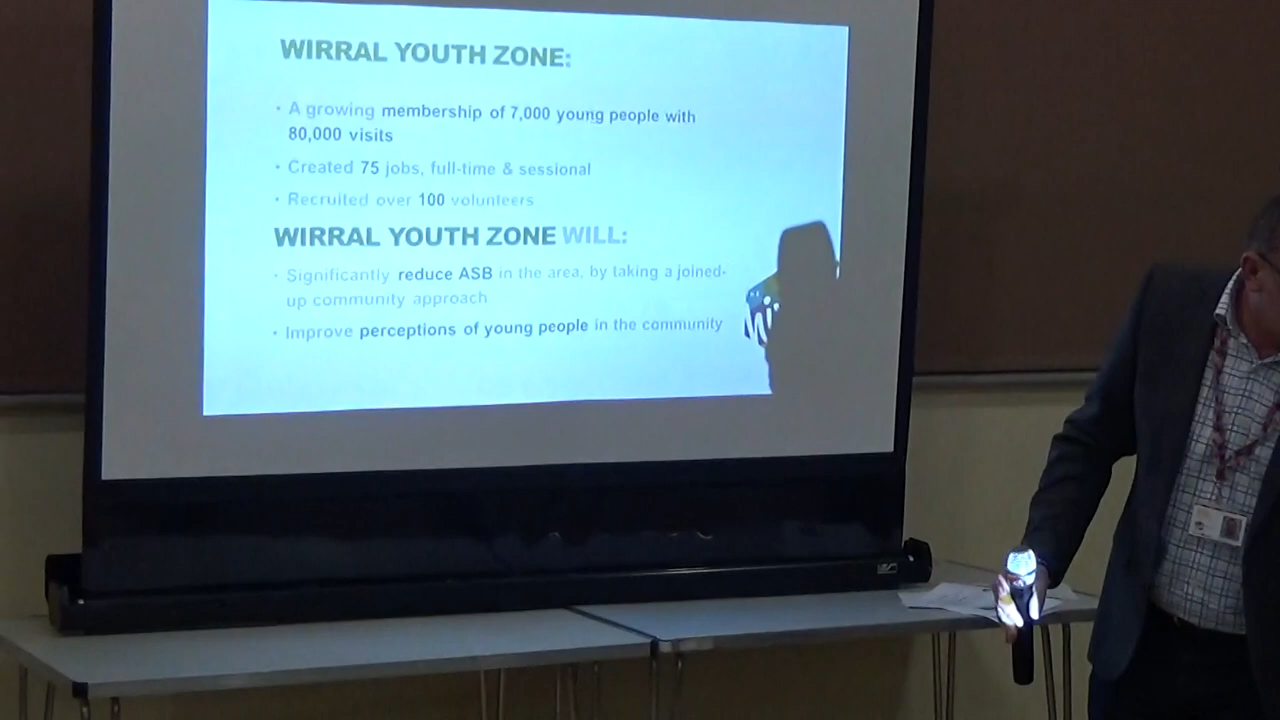 WIRRAL YOUTH ZONE:
· A growing membership of 7,000 young people with
80,000 visits
· Created 75 jobs, full-time & sessional
· Recruited over 100 volunteers
WIRRAL YOUTH ZONE WILL:
· Significantly reduce ASB in the area, by taking a joined-
up community approach
· Improve perceptions of young people in the community